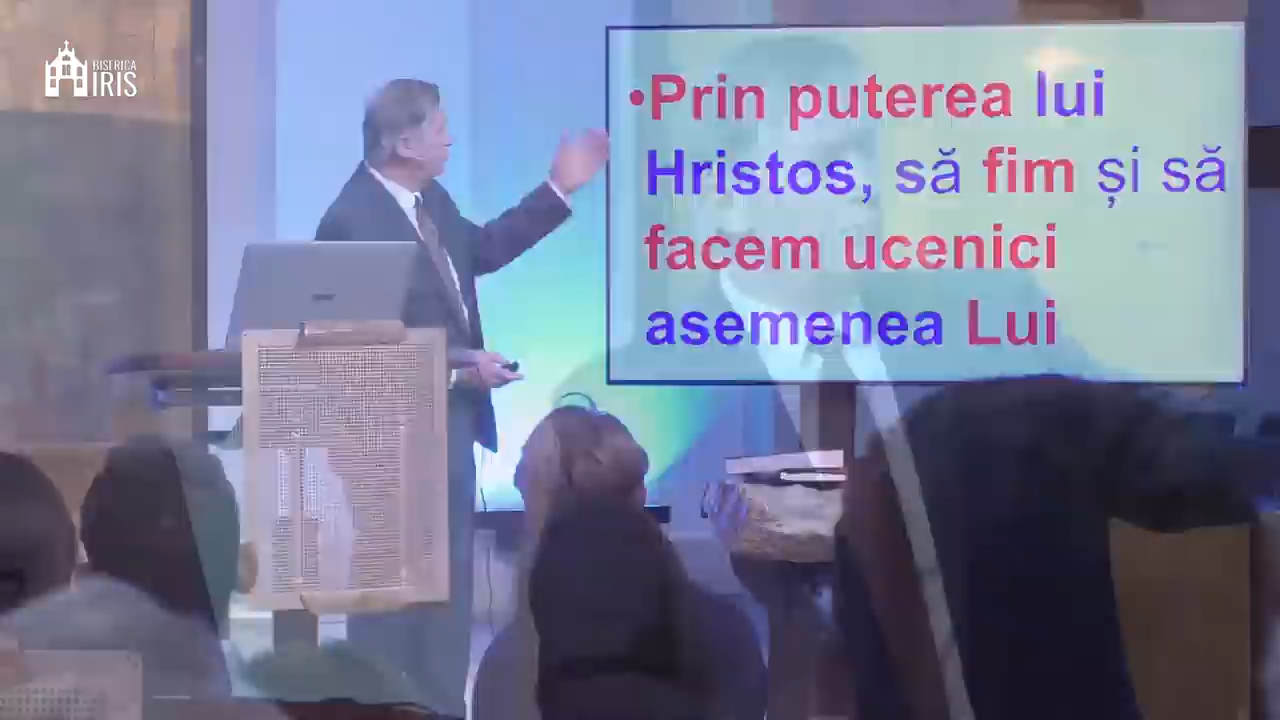 BISERICA
IRIS
•Prin puterea lui
Hristos, să fim și să
facem ucenici
asemenea Lui